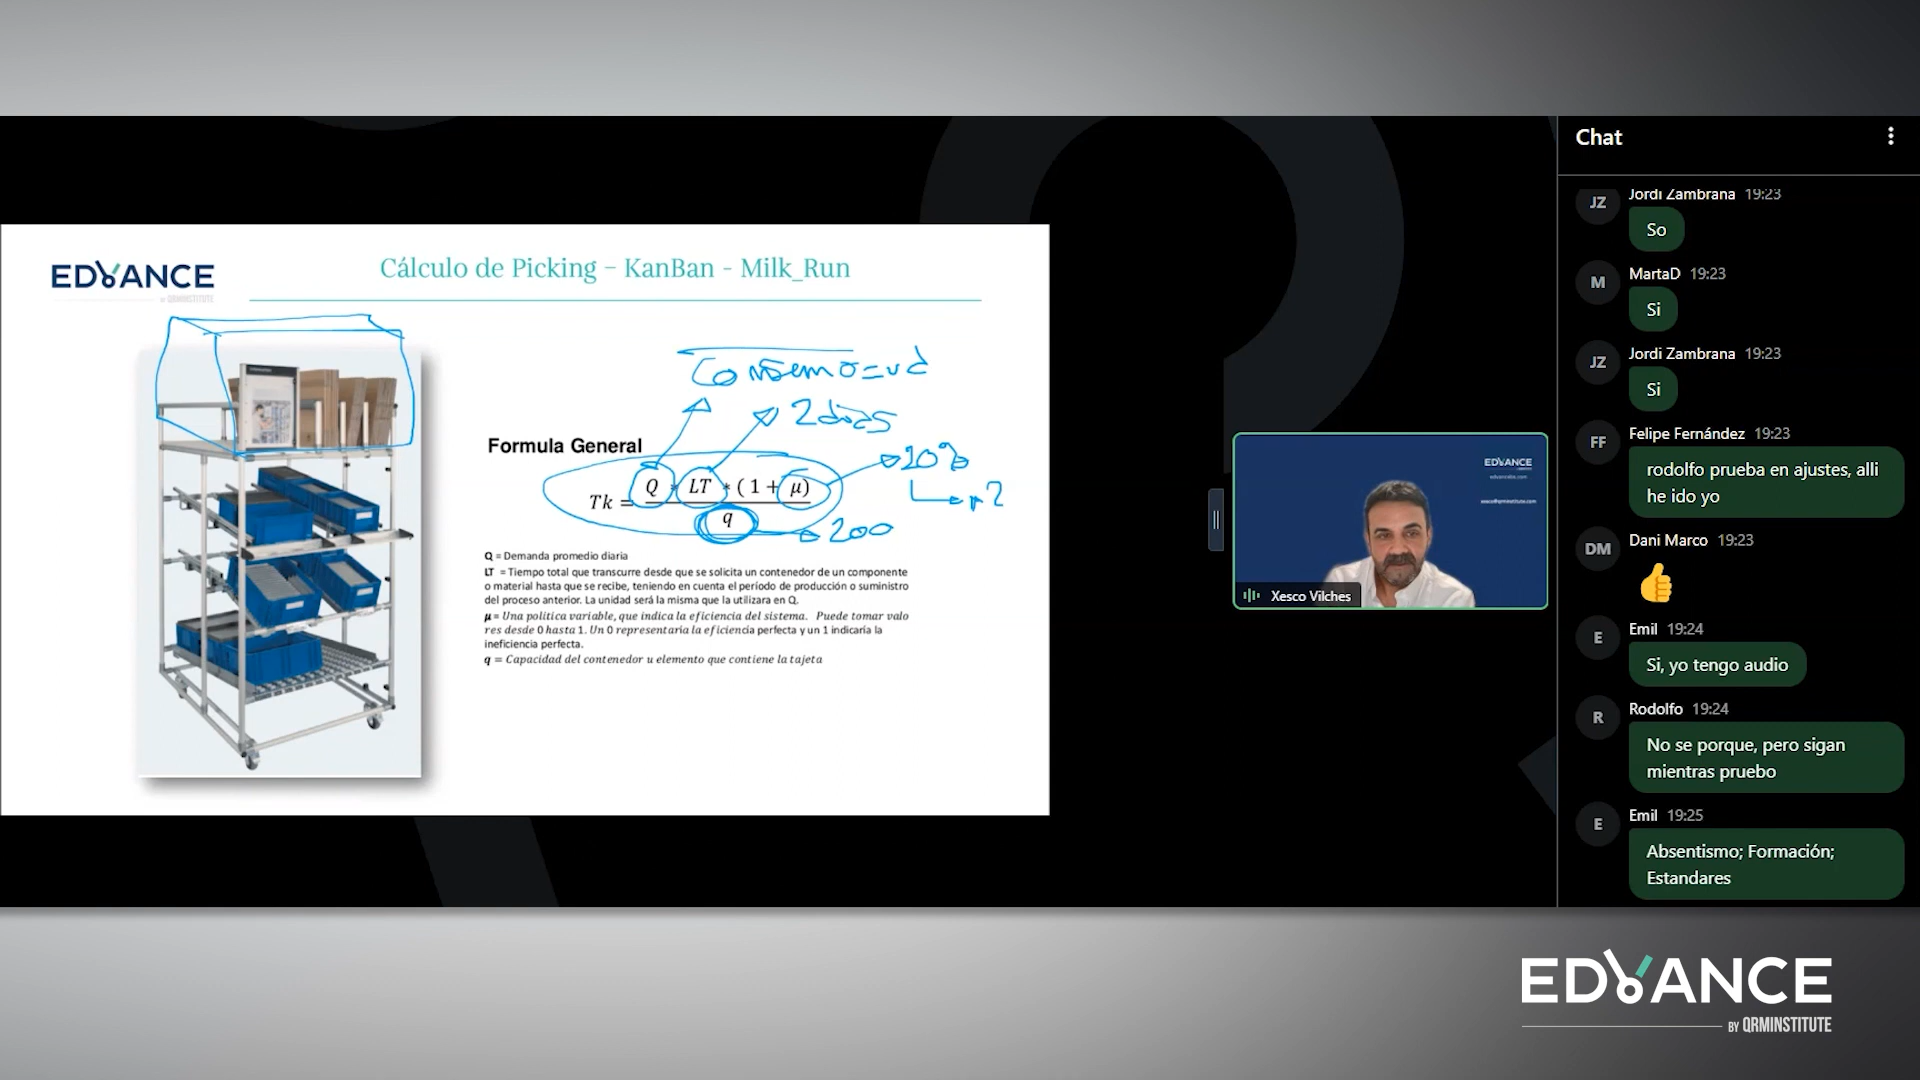 EDVANCE
BY QRMINSTITUTE
Cálculo de Picking – KanBan - Milk_Run
2 días
Formula General
20%
Tk = Q * LT * ( 1 + μ) / q
200
Q = Demanda promedio diaria
LT = Tiempo total que transcurre desde que se solicita un contenedor de un componente
o material hasta que se recibe, teniendo en cuenta el período de producción o suministro
del proceso anterior. La unidad será la misma que la utilizara en Q.
μ = Una política variable, que indica la eficiencia del sistema. Puede tomar valo
res desde 0 hasta 1. Un 0 representaría la eficiencia perfecta y un 1 indicaría la
ineficiencia perfecta.
q = Capacidad del contenedor u elemento que contiene la tajeta
EDVANCE
Xesco Vilches
Chat
JZ
Jordi Zambrana 19:23
So
M
MartaD 19:23
Si
JZ
Jordi Zambrana 19:23
Si
FF
Felipe Fernández 19:23
rodolfo prueba en ajustes, alli
he ido yo
DM
Dani Marco 19:23
E
Emil 19:24
Si, yo tengo audio
R
Rodolfo 19:24
No se porque, pero sigan
mientras pruebo
E
Emil 19:25
Absentismo; Formación;
Estandares
EDVANCE
BY QRMINSTITUTE